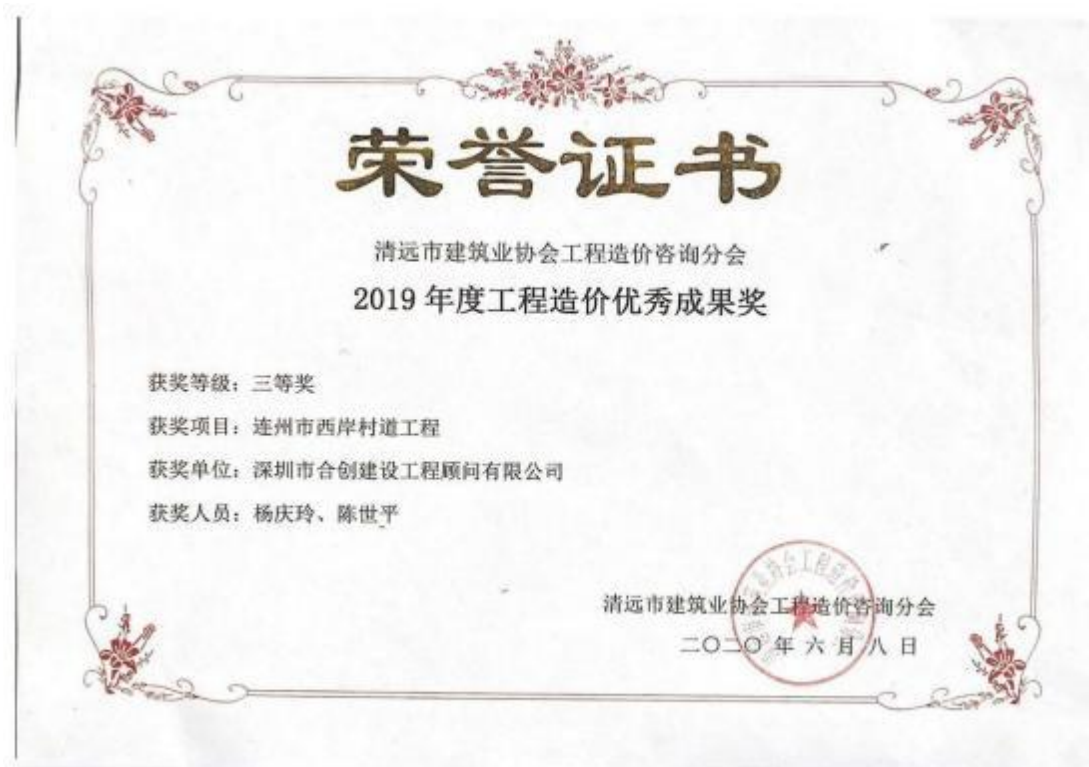 荣誉证书
清远市建筑业协会工程造价咨询分会
2019 年度工程造价优秀成果奖
获奖等级：三等奖
获奖项目：连州市西岸村道工程
获奖单位：深圳市合创建设工程顾问有限公司
获奖人员：杨庆玲、陈世平
清远市建筑业协会工程造价咨询分会
二〇二〇年六月八日